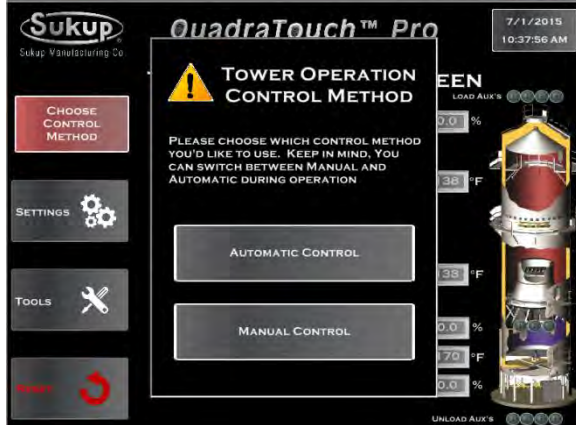 Sukup
Sukup Manufacturing Co.
QuadraTouch™ Pro
7/1/2015
10:37:56 AM
EEN
LOAD AUX'S
CHOOSE
CONTROL
METHOD
TOWER OPERATION
CONTROL METHOD
PLEASE CHOOSE WHICH CONTROL METHOD
YOU'D LIKE TO USE. KEEP IN MIND, YOU
CAN SWITCH BETWEEN MANUAL AND
AUTOMATIC DURING OPERATION
0.0 %
138 °F
SETTINGS
AUTOMATIC CONTROL
138 °F
TOOLS
MANUAL CONTROL
0.0 %
170 °F
RESET
0.0 %
UNLOAD AUX'S